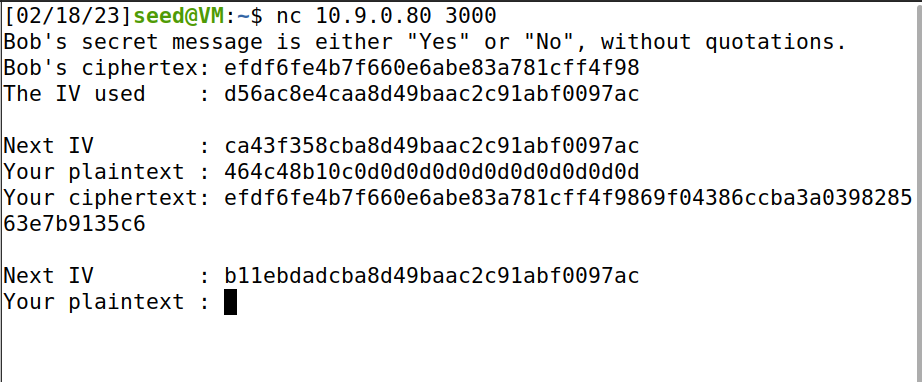 [02/18/23]seed@VM:~$ nc 10.9.0.80 3000
Bob's secret message is either "Yes" or "No", without quotations.
Bob's ciphertex: efdf6fe4b7f660e6abe83a781cff4f98
The IV used    : d56ac8e4caa8d49baac2c91abf0097ac

Next IV        : ca43f358cba8d49baac2c91abf0097ac
Your plaintext : 464c48b10c0d0d0d0d0d0d0d0d0d0d0d
Your ciphertext: efdf6fe4b7f660e6abe83a781cff4f9869f04386ccba3a0398285
63e7b9135c6

Next IV        : b11ebdadcba8d49baac2c91abf0097ac
Your plaintext :